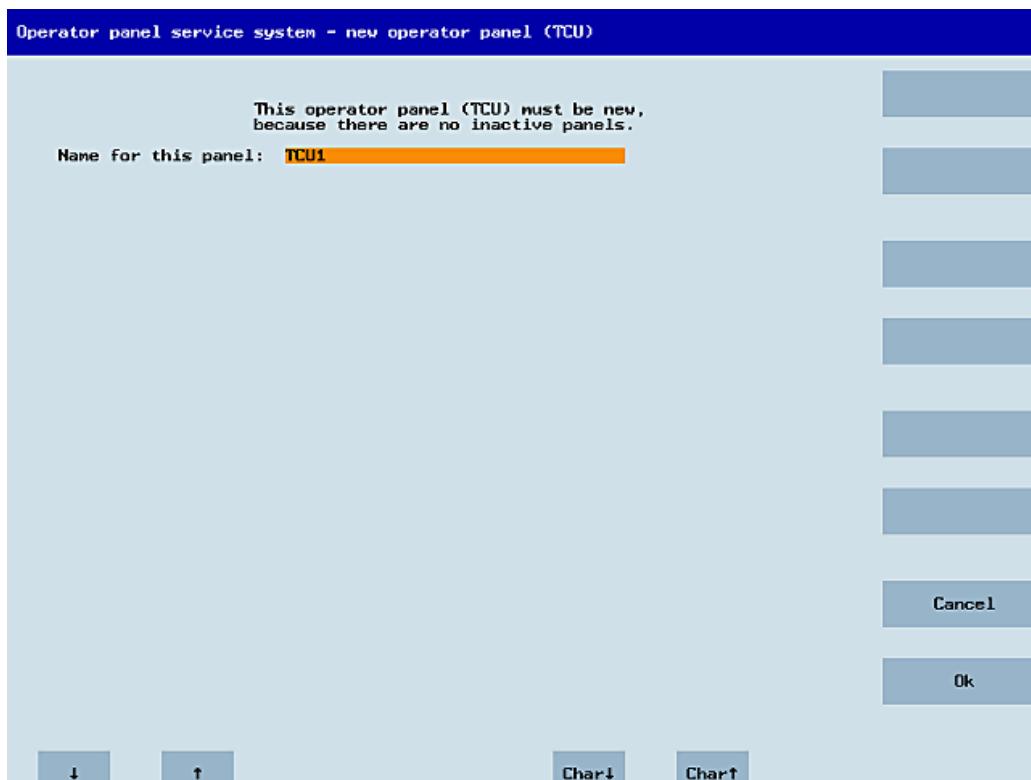 Operator panel service system - new operator panel (TCU)
This operator panel (TCU) must be new,
because there are no inactive panels.
Name for this panel: TCU1
Cancel
Ok
↓ ↑ Char↓ Char↑